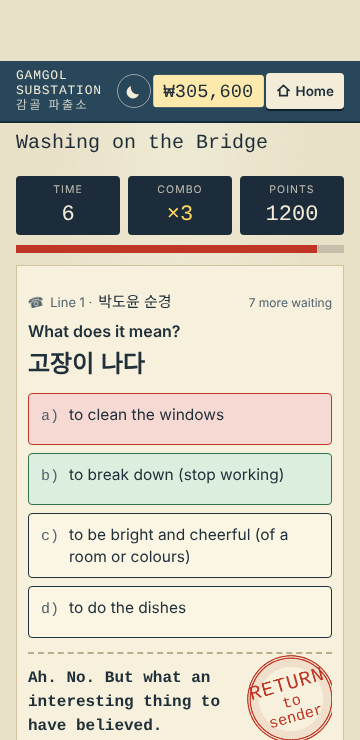 GAMGOL
SUBSTATION
감골 파출소
₩305,600
Home
Washing on the Bridge
TIME
6
COMBO
×3
POINTS
1200
Line 1 · 박도윤 순경
7 more waiting
What does it mean?
고장이 나다
a) to clean the windows
b) to break down (stop working)
c) to be bright and cheerful (of a
room or colours)
d) to do the dishes
Ah. No. But what an
interesting thing to
have believed.
RETURN
to
sender